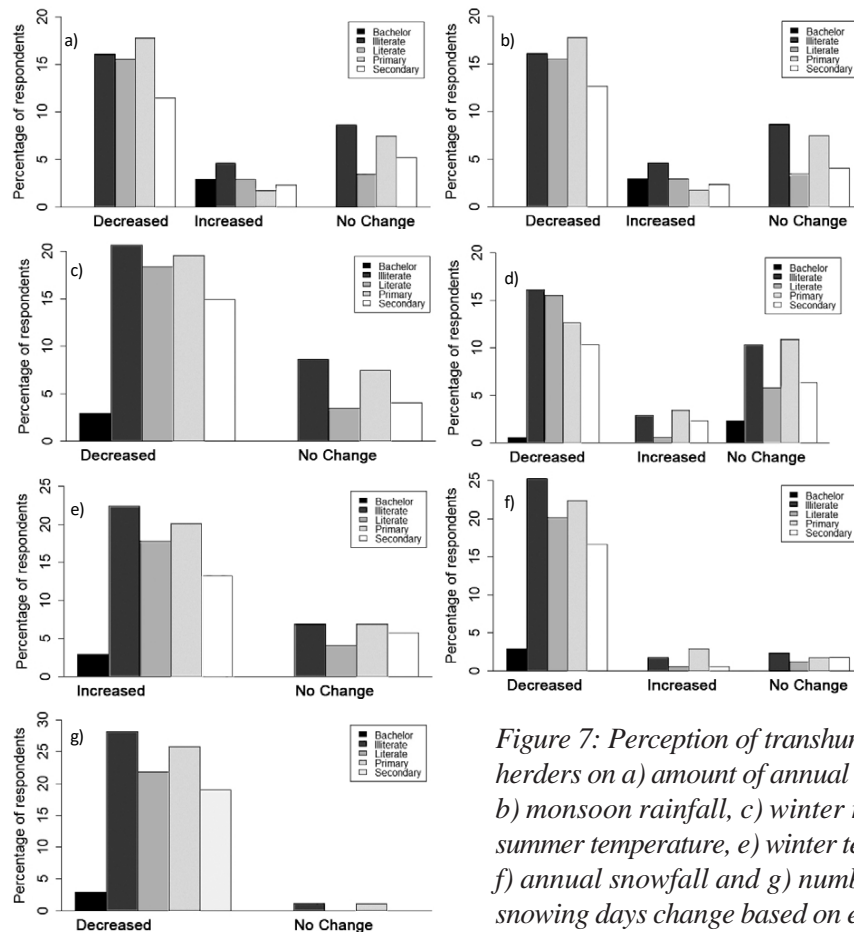 a)
Percentage of respondents
0 5 10 15 20
Bachelor
Illiterate
Literate
Primary
Secondary
Decreased Increased No Change
b)
Percentage of respondents
0 5 10 15 20
Bachelor
Illiterate
Literate
Primary
Secondary
Decreased Increased No Change
c)
Percentage of respondents
0 5 10 15 20
Bachelor
Illiterate
Literate
Primary
Secondary
Decreased No Change
d)
Percentage of respondents
0 5 10 15 20
Bachelor
Illiterate
Literate
Primary
Secondary
Decreased Increased No Change
e)
Percentage of respondents
0 5 10 15 20 25
Bachelor
Illiterate
Literate
Primary
Secondary
Increased No Change
f)
Percentage of respondents
0 5 10 15 20 25
Bachelor
Illiterate
Literate
Primary
Secondary
Decreased Increased No Change
g)
Percentage of respondents
0 5 10 15 20 25 30
Bachelor
Illiterate
Literate
Primary
Secondary
Decreased No Change
Figure 7: Perception of
herders on a) amount of annual
b) monsoon rainfall, c) winter
summer temperature, e) winter
f) annual snowfall and g)
snowing days change based on